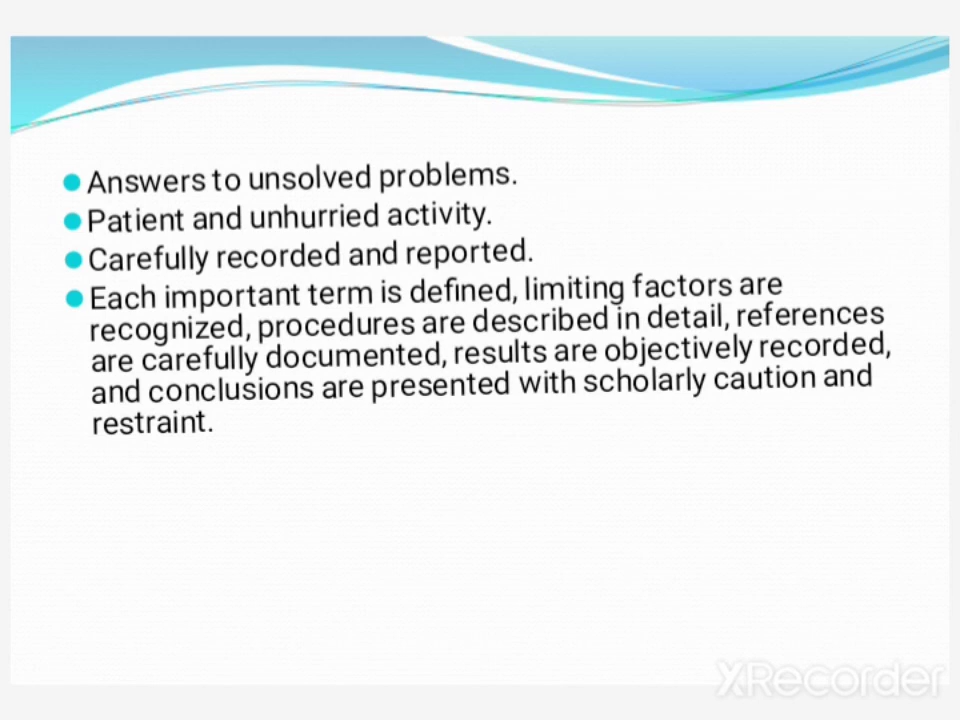 Answers to unsolved problems.
Patient and unhurried activity.
Carefully recorded and reported.
Each important term is defined, limiting factors are
recognized, procedures are described in detail, references
are carefully documented, results are objectively recorded,
and conclusions are presented with scholarly caution and
restraint.
XRecorder